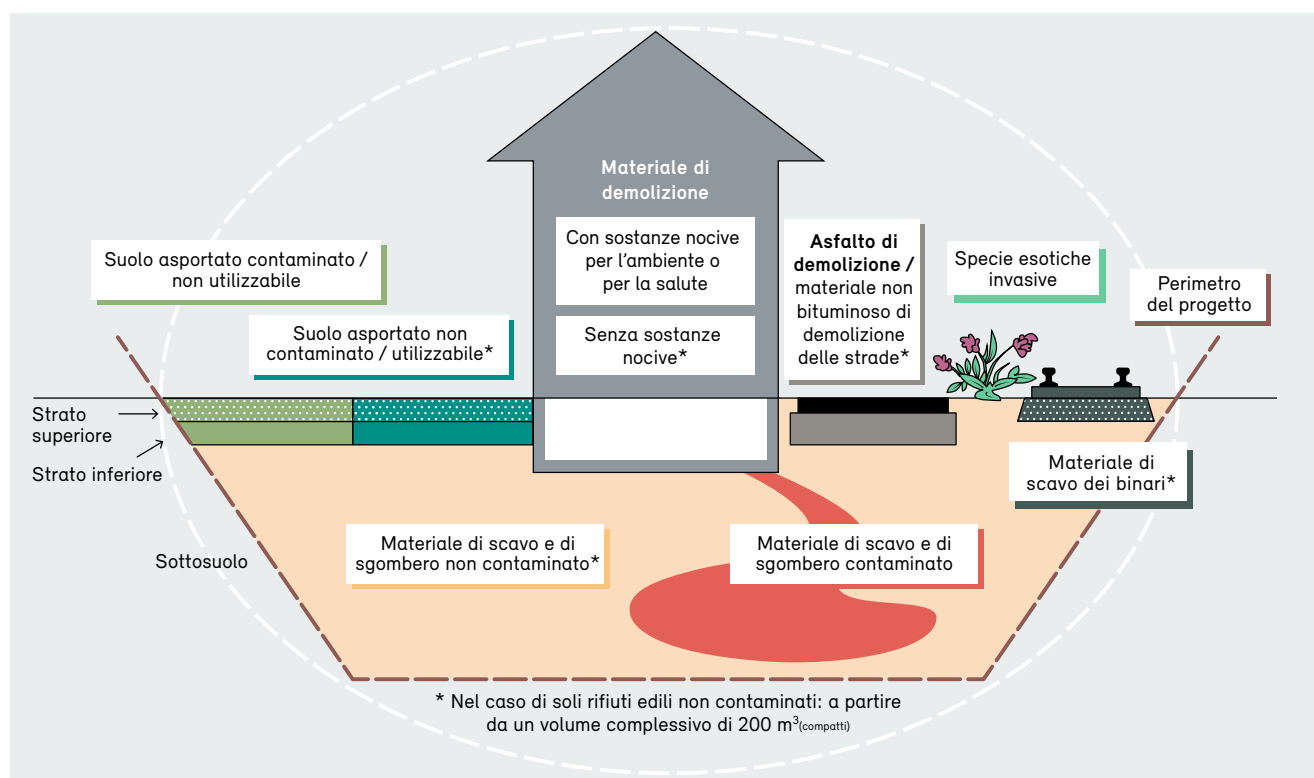 Materiale di
demolizione
Con sostanze nocive
per l'ambiente o
per la salute
Senza sostanze
nocive*
Asfalto di
demolizione /
materiale non
bituminoso di
demolizione
delle strade*
Specie esotiche
invasive
Perimetro
del progetto
Suolo asportato contaminato /
non utilizzabile
Suolo asportato non
contaminato / utilizzabile*
Strato
superiore
Strato inferiore
Materiale di
scavo dei binari*
Sottosuolo
Materiale di scavo e di
sgombero non contaminato*
Materiale di scavo e di
sgombero contaminato
* Nel caso di soli rifiuti edili non contaminati: a partire
da un volume complessivo di 200 m³(compatti)